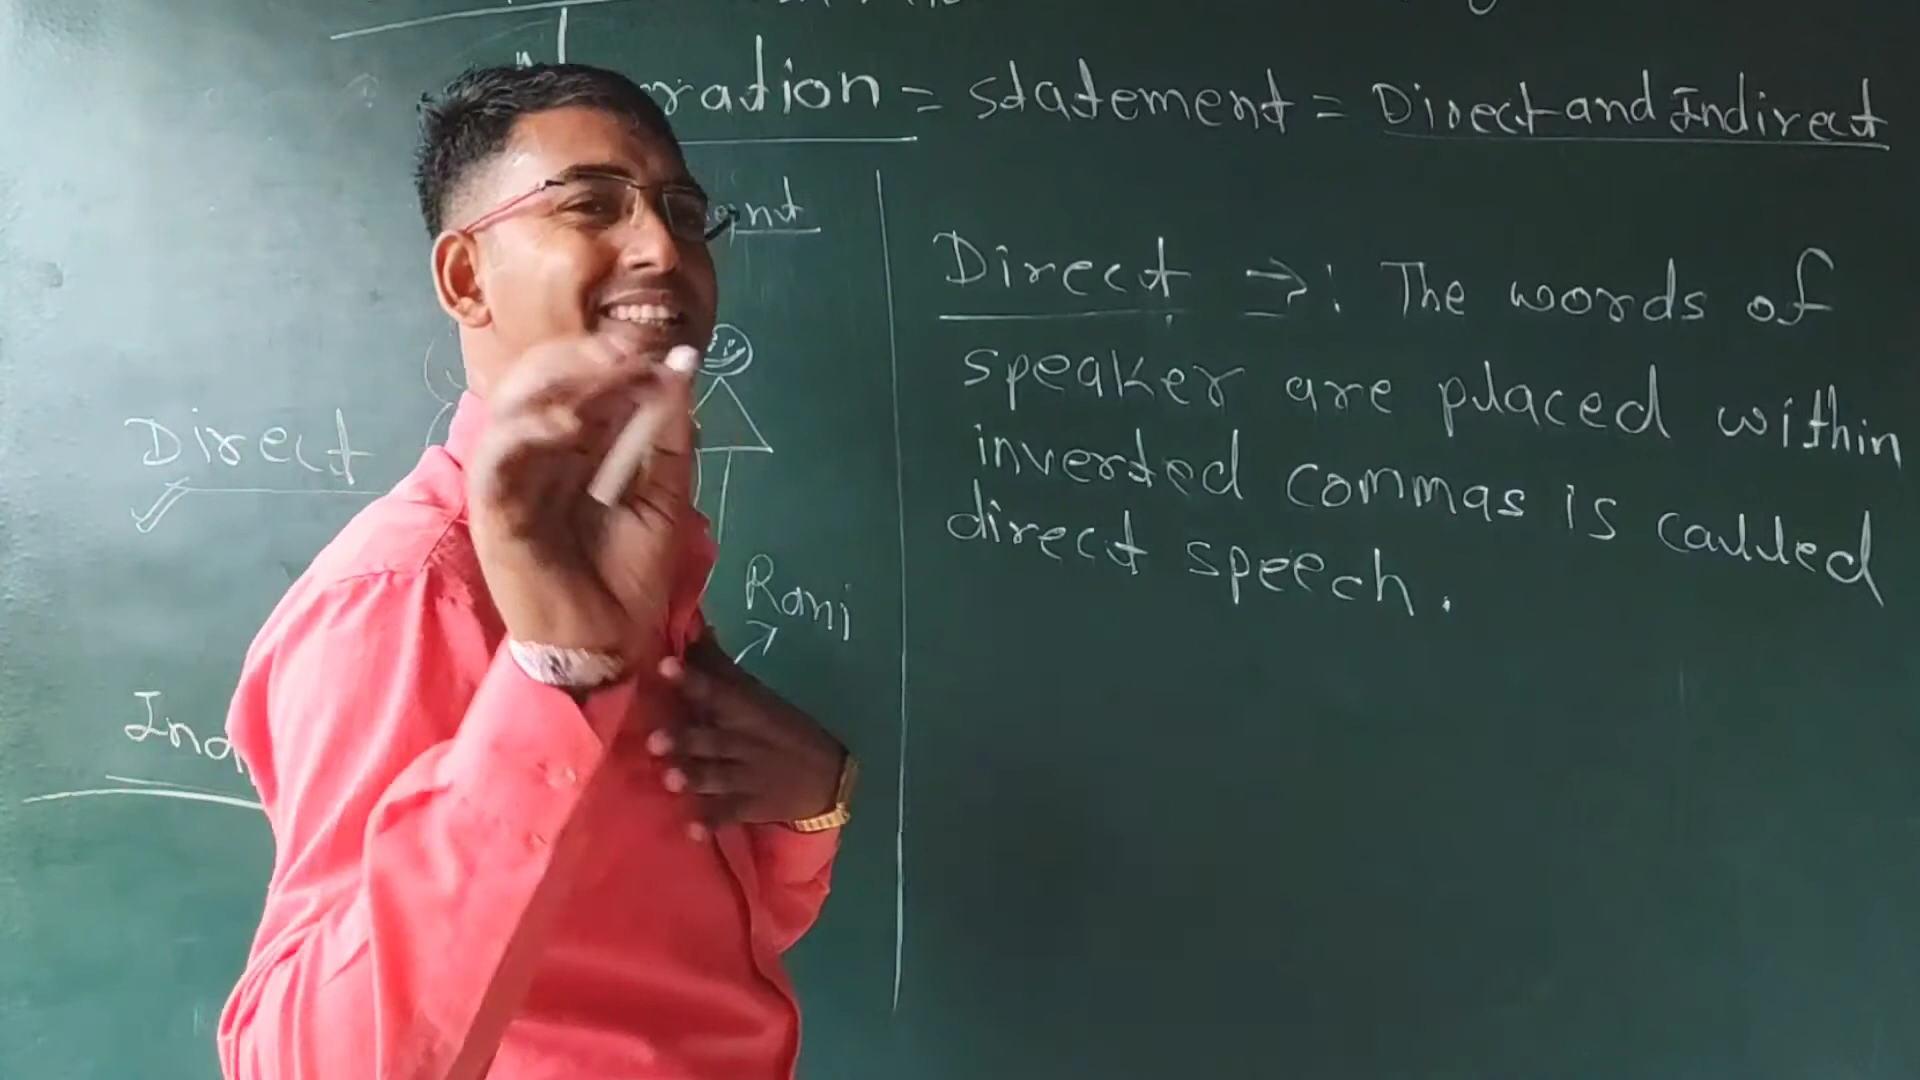 ration = statement = Direct and Indirect
Direct
Rani
Direct ⇒: The words of
speaker are placed within
inverted commas is called
direct speech.